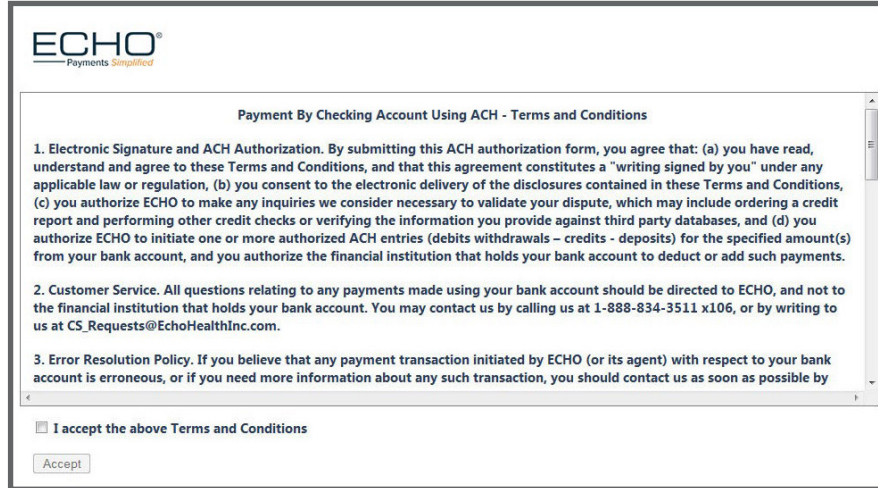 ECHO®
Payments Simplified
Payment By Checking Account Using ACH - Terms and Conditions
1. Electronic Signature and ACH Authorization. By submitting this ACH authorization form, you agree that: (a) you have read,
understand and agree to these Terms and Conditions, and that this agreement constitutes a "writing signed by you" under any
applicable law or regulation, (b) you consent to the electronic delivery of the disclosures contained in these Terms and Conditions,
(c) you authorize ECHO to make any inquiries we consider necessary to validate your dispute, which may include ordering a credit
report and performing other credit checks or verifying the information you provide against third party databases, and (d) you
authorize ECHO to initiate one or more authorized ACH entries (debits withdrawals – credits - deposits) for the specified amount(s)
from your bank account, and you authorize the financial institution that holds your bank account to deduct or add such payments.
2. Customer Service. All questions relating to any payments made using your bank account should be directed to ECHO, and not to
the financial institution that holds your bank account. You may contact us by calling us at 1-888-834-3511 x106, or by writing to
us at CS_Requests@EchoHealthInc.com.
3. Error Resolution Policy. If you believe that any payment transaction initiated by ECHO (or its agent) with respect to your bank
account is erroneous, or if you need more information about any such transaction, you should contact us as soon as possible by
I accept the above Terms and Conditions
Accept